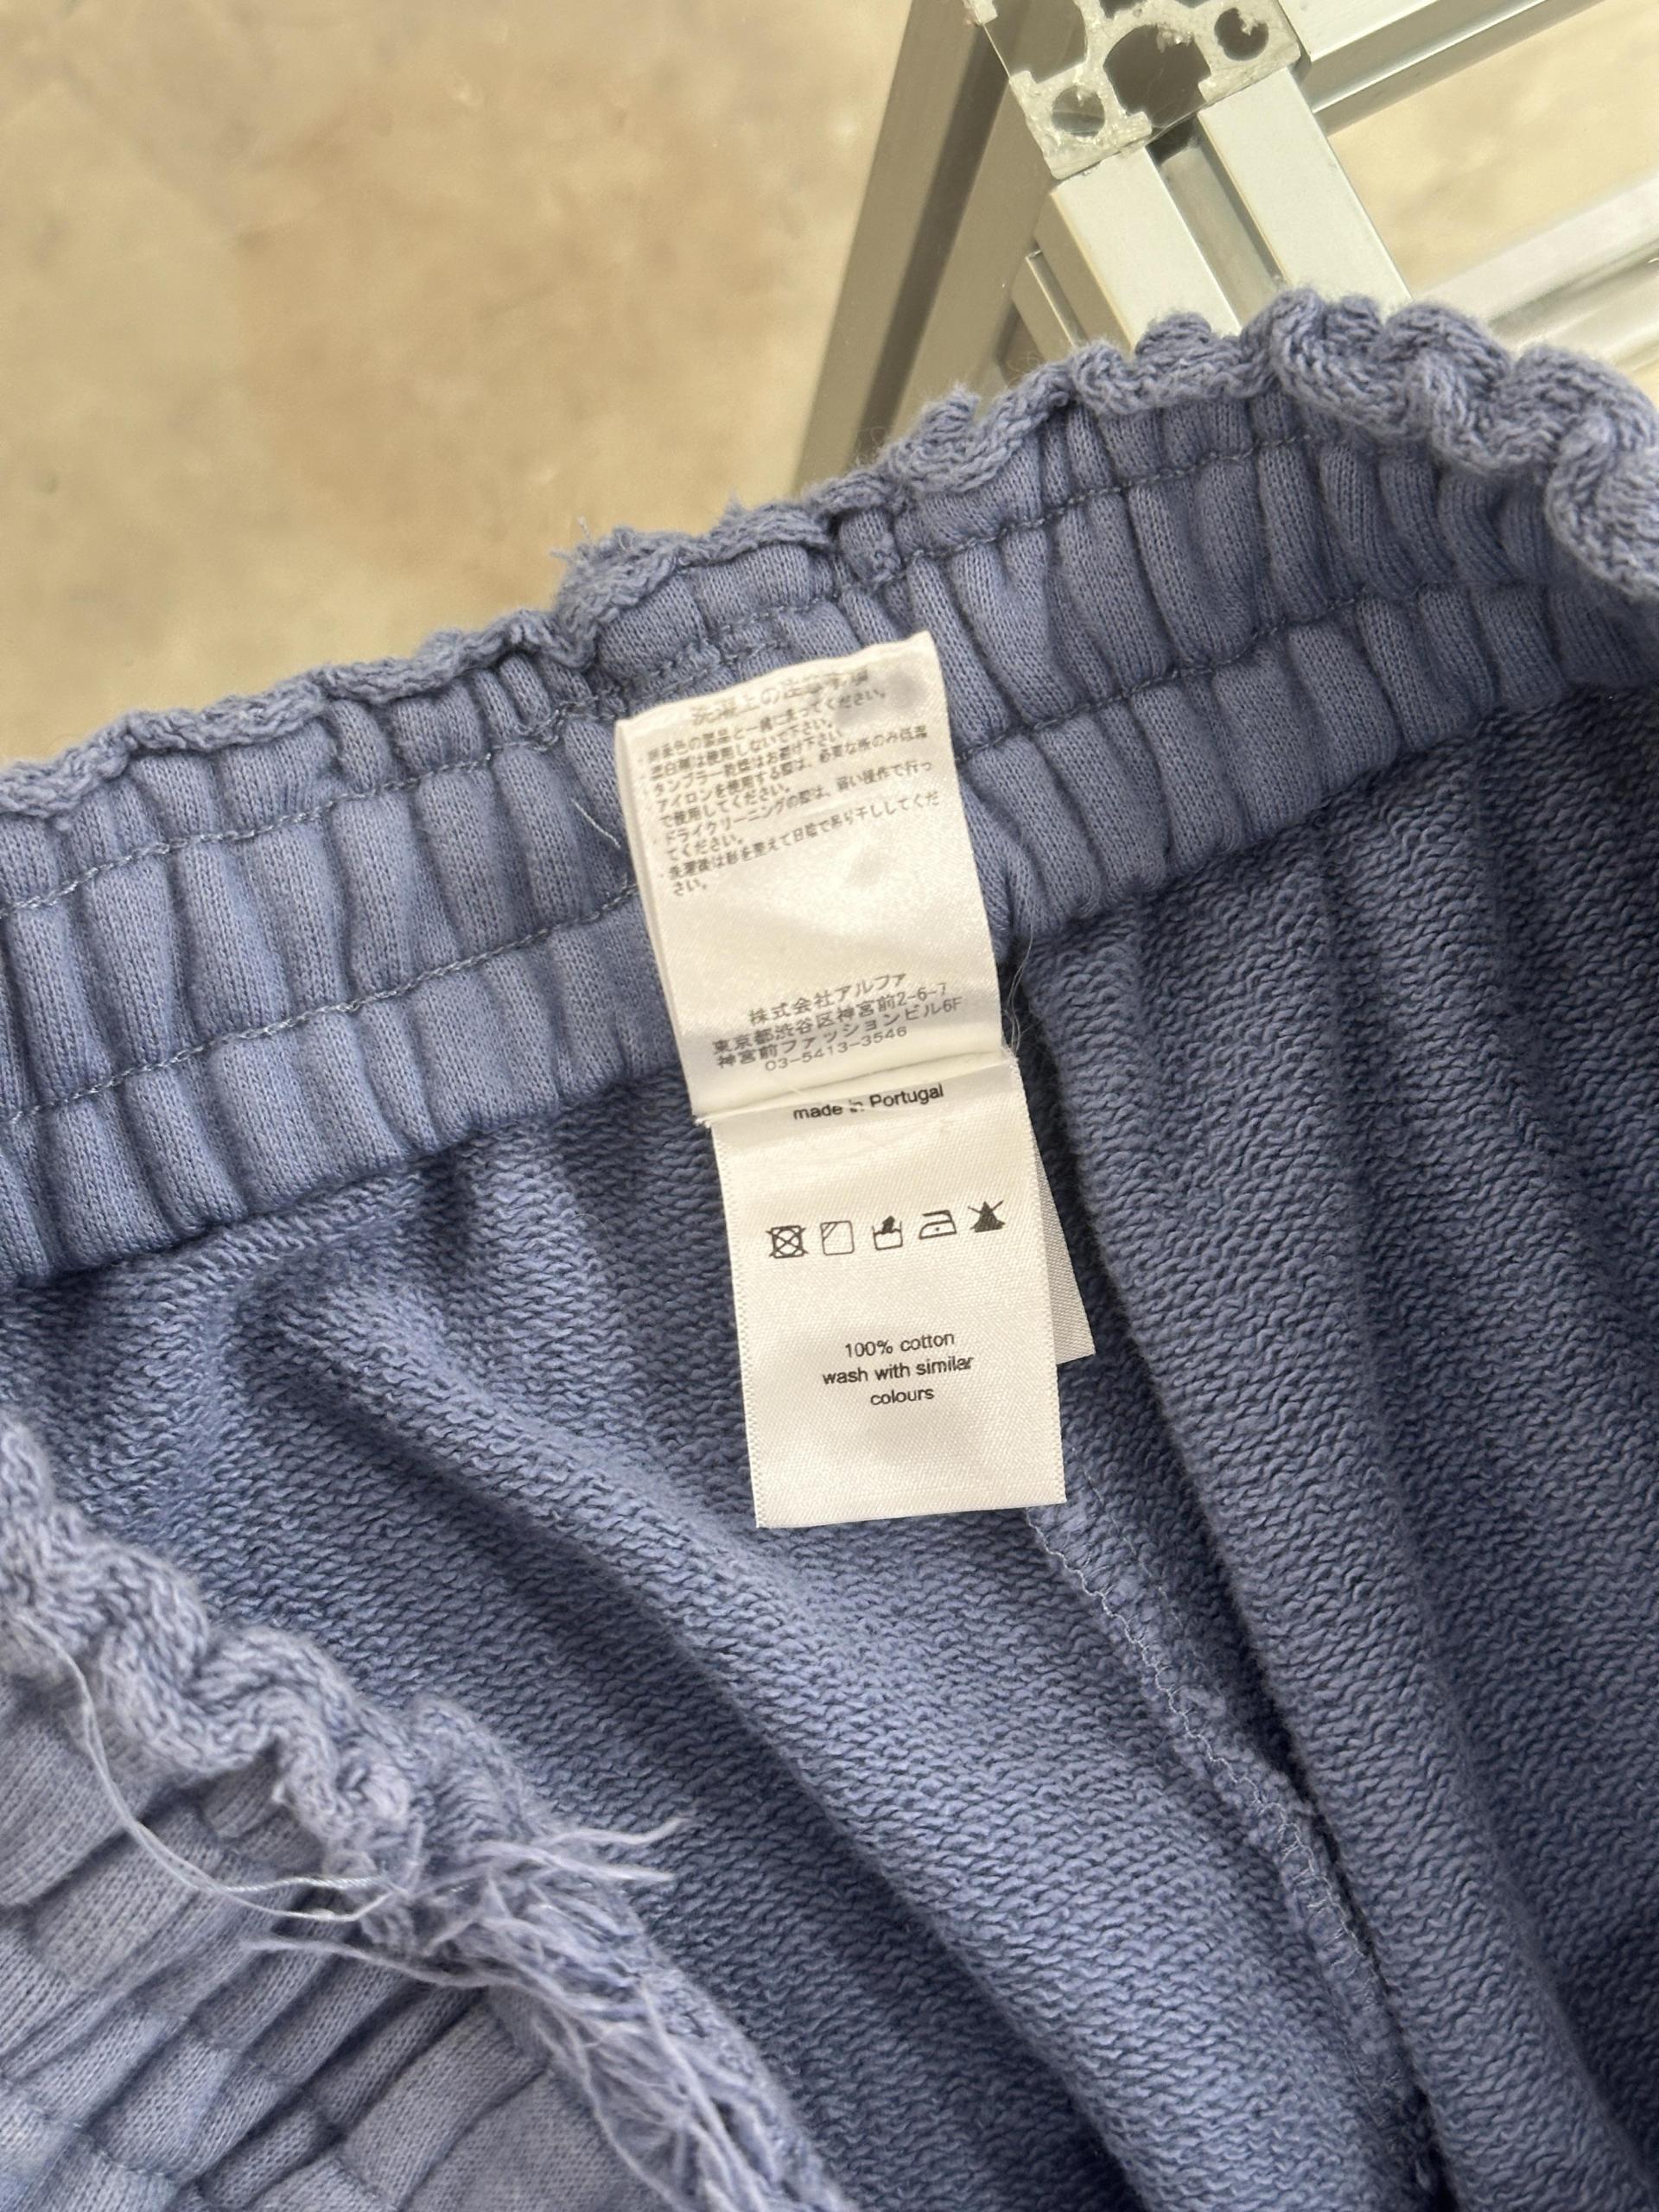 洗濯上の注意事項
・同系色の製品と一緒に洗ってください。
・漂白剤は使用しないで下さい。
・タンブラー乾燥はお避け下さい。
・アイロンを使用する際は、必要な所のみ低温
で使用してください。
・ドライクリーニングの際は、弱い操作で行っ
てください。
・洗濯後は形を整えて日陰で吊り干ししてくだ
さい。
株式会社アルファ
東京都渋谷区神宮前2-6-7
神宮前ファッションビル6F
03-5413-3546
made in Portugal
100% cotton
wash with similar
colours